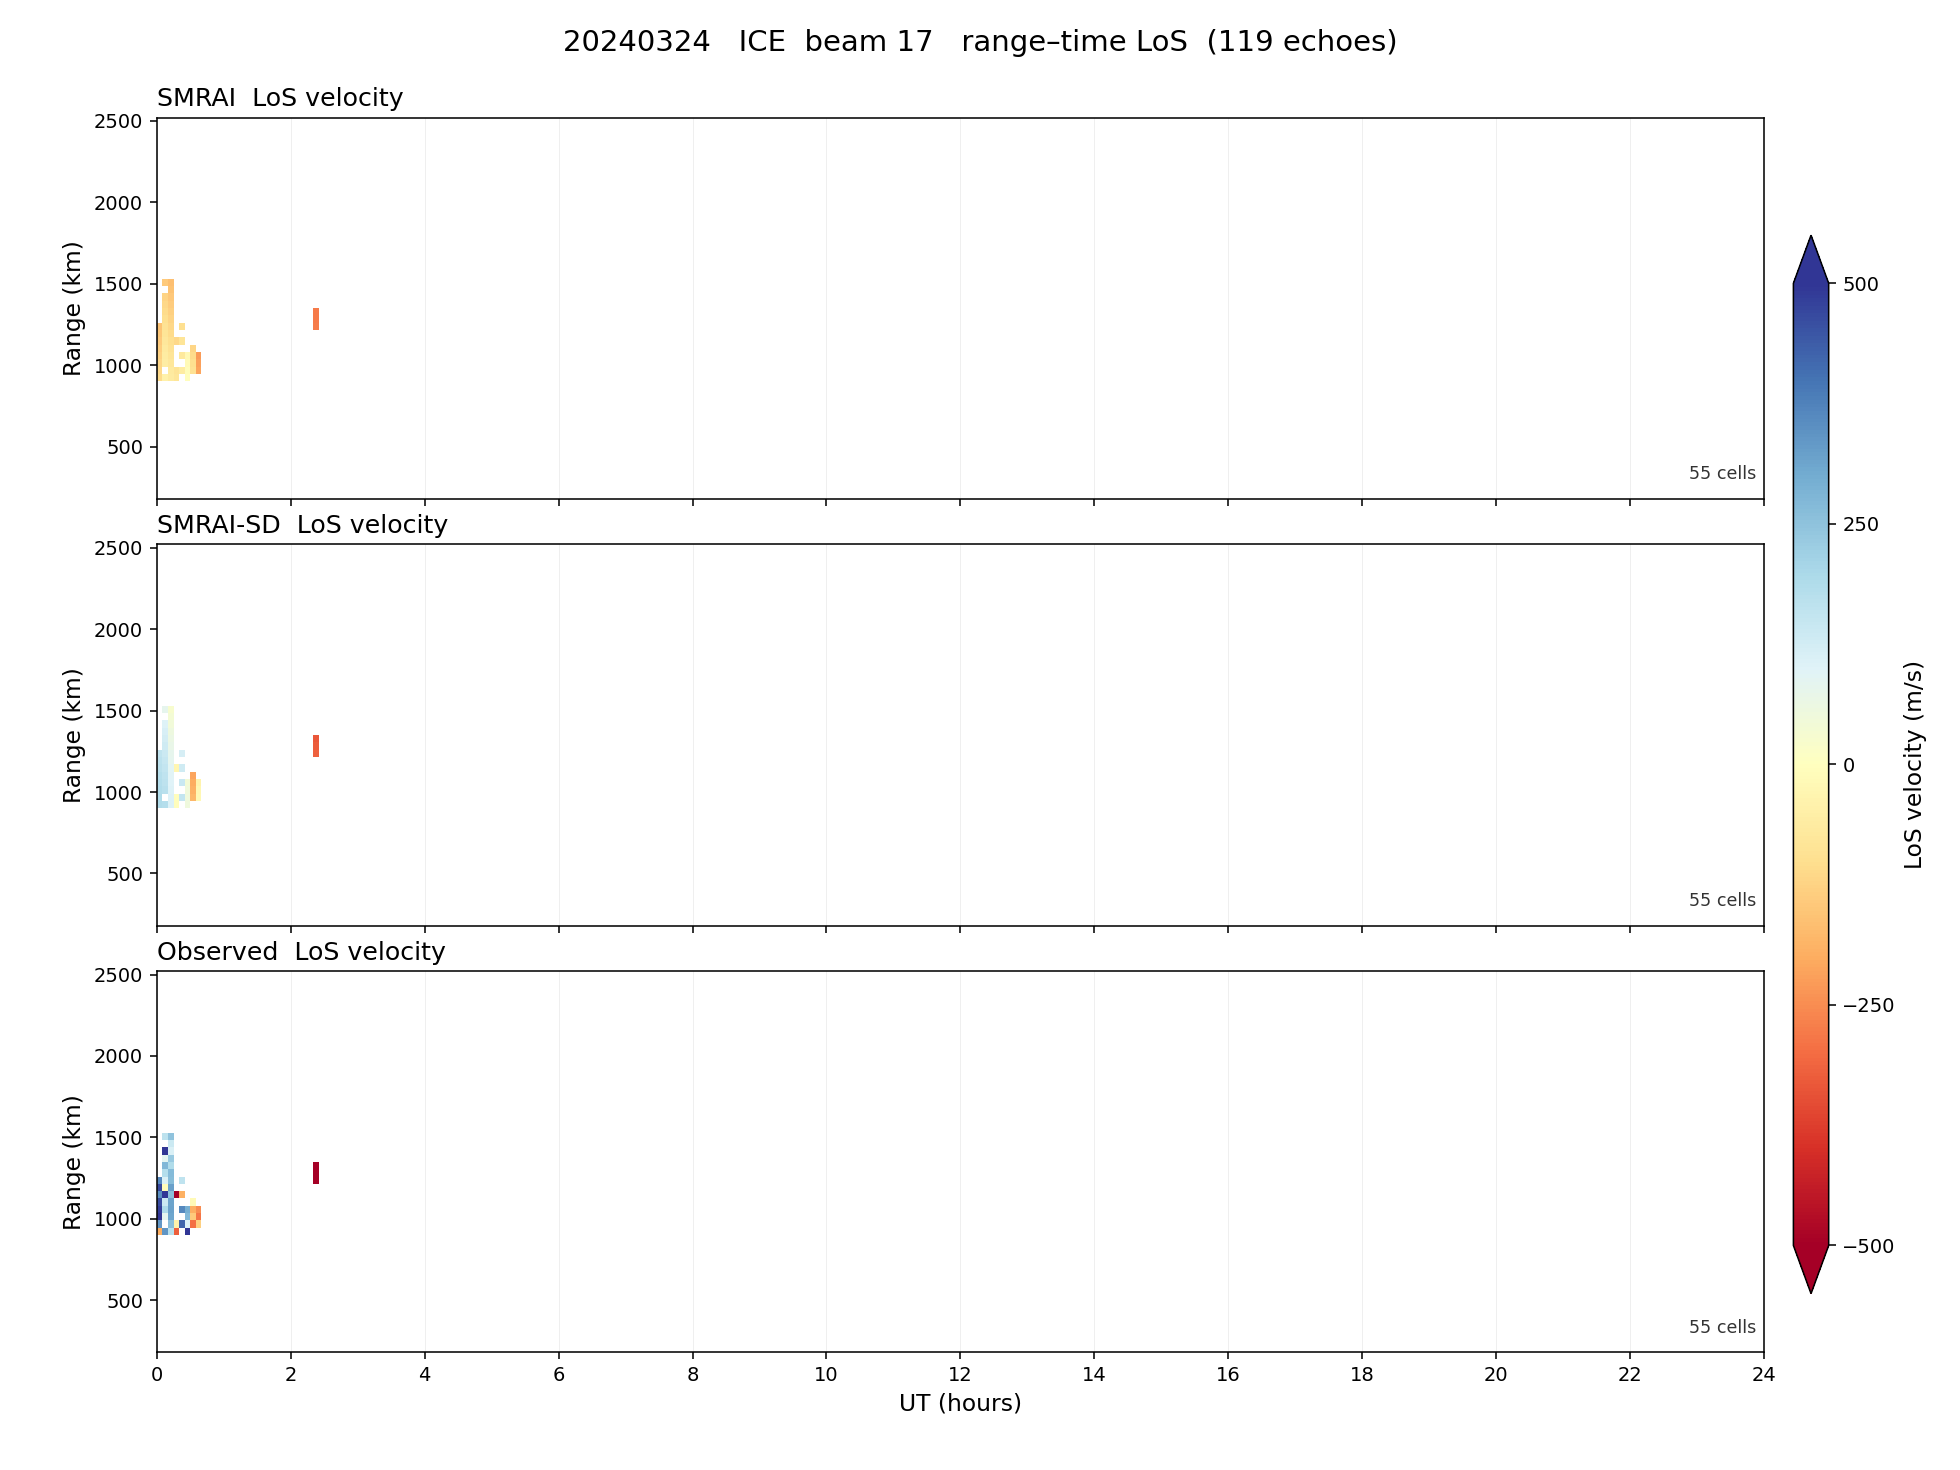 20240324   ICE  beam 17   range–time LoS  (119 echoes)
SMRAI  LoS velocity
2500
2000
1500
1000
500
Range (km)
55 cells
SMRAI-SD  LoS velocity
2500
2000
1500
1000
500
Range (km)
55 cells
Observed  LoS velocity
2500
2000
1500
1000
500
Range (km)
55 cells
0 2 4 6 8 10 12 14 16 18 20 22 24
UT (hours)
500
250
0
−250
−500
LoS velocity (m/s)